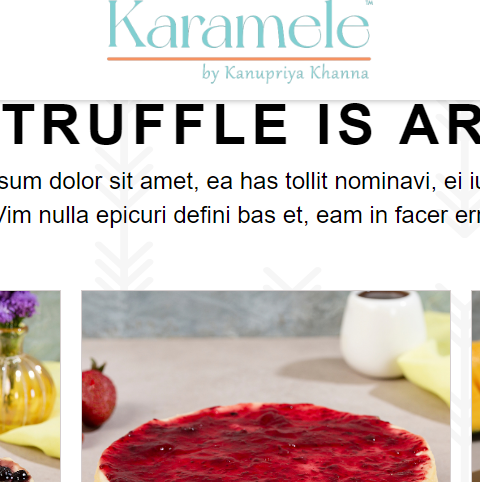 Karamele™
by Kanupriya Khanna
TRUFFLE IS AR
sum dolor sit amet, ea has tollit nominavi, ei iu
Vim nulla epicuri defini bas et, eam in facer err